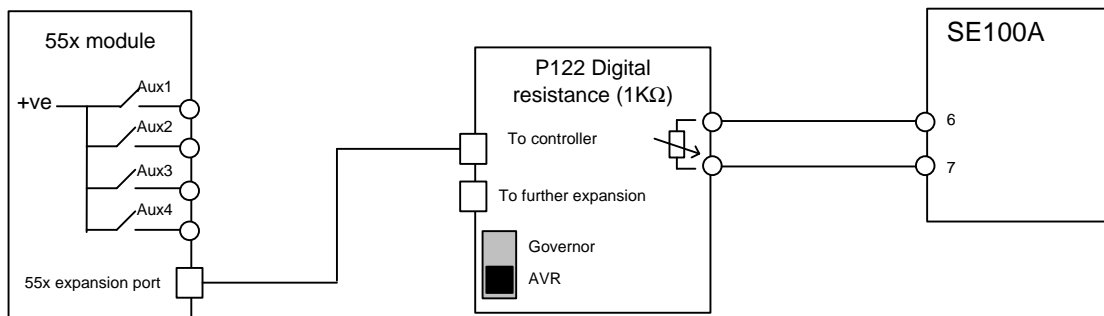 55x module
+ve
Aux1
Aux2
Aux3
Aux4
55x expansion port
P122 Digital
resistance (1KΩ)
To controller
To further expansion
Governor
AVR
SE100A
6
7